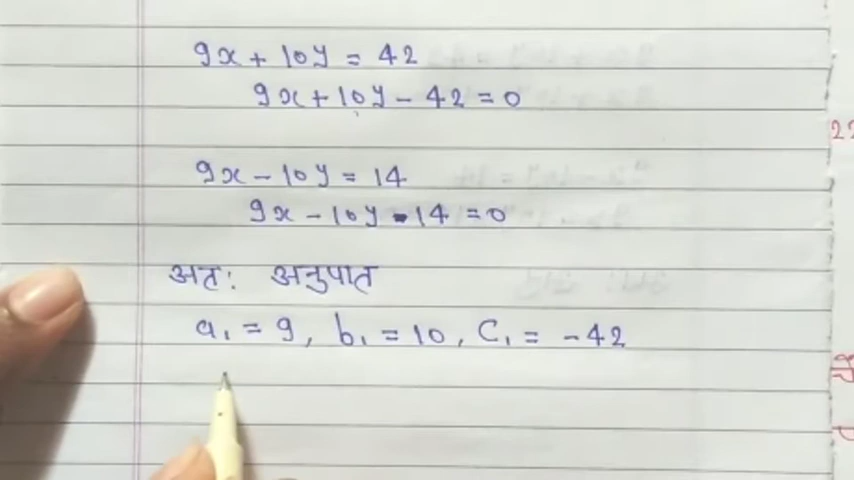 9x + 10y = 42
9x + 10y - 42 = 0
9x - 10y = 14
9x - 10y - 14 = 0
अतः अनुपात
a₁ = 9, b₁ = 10, C₁ = -42
22